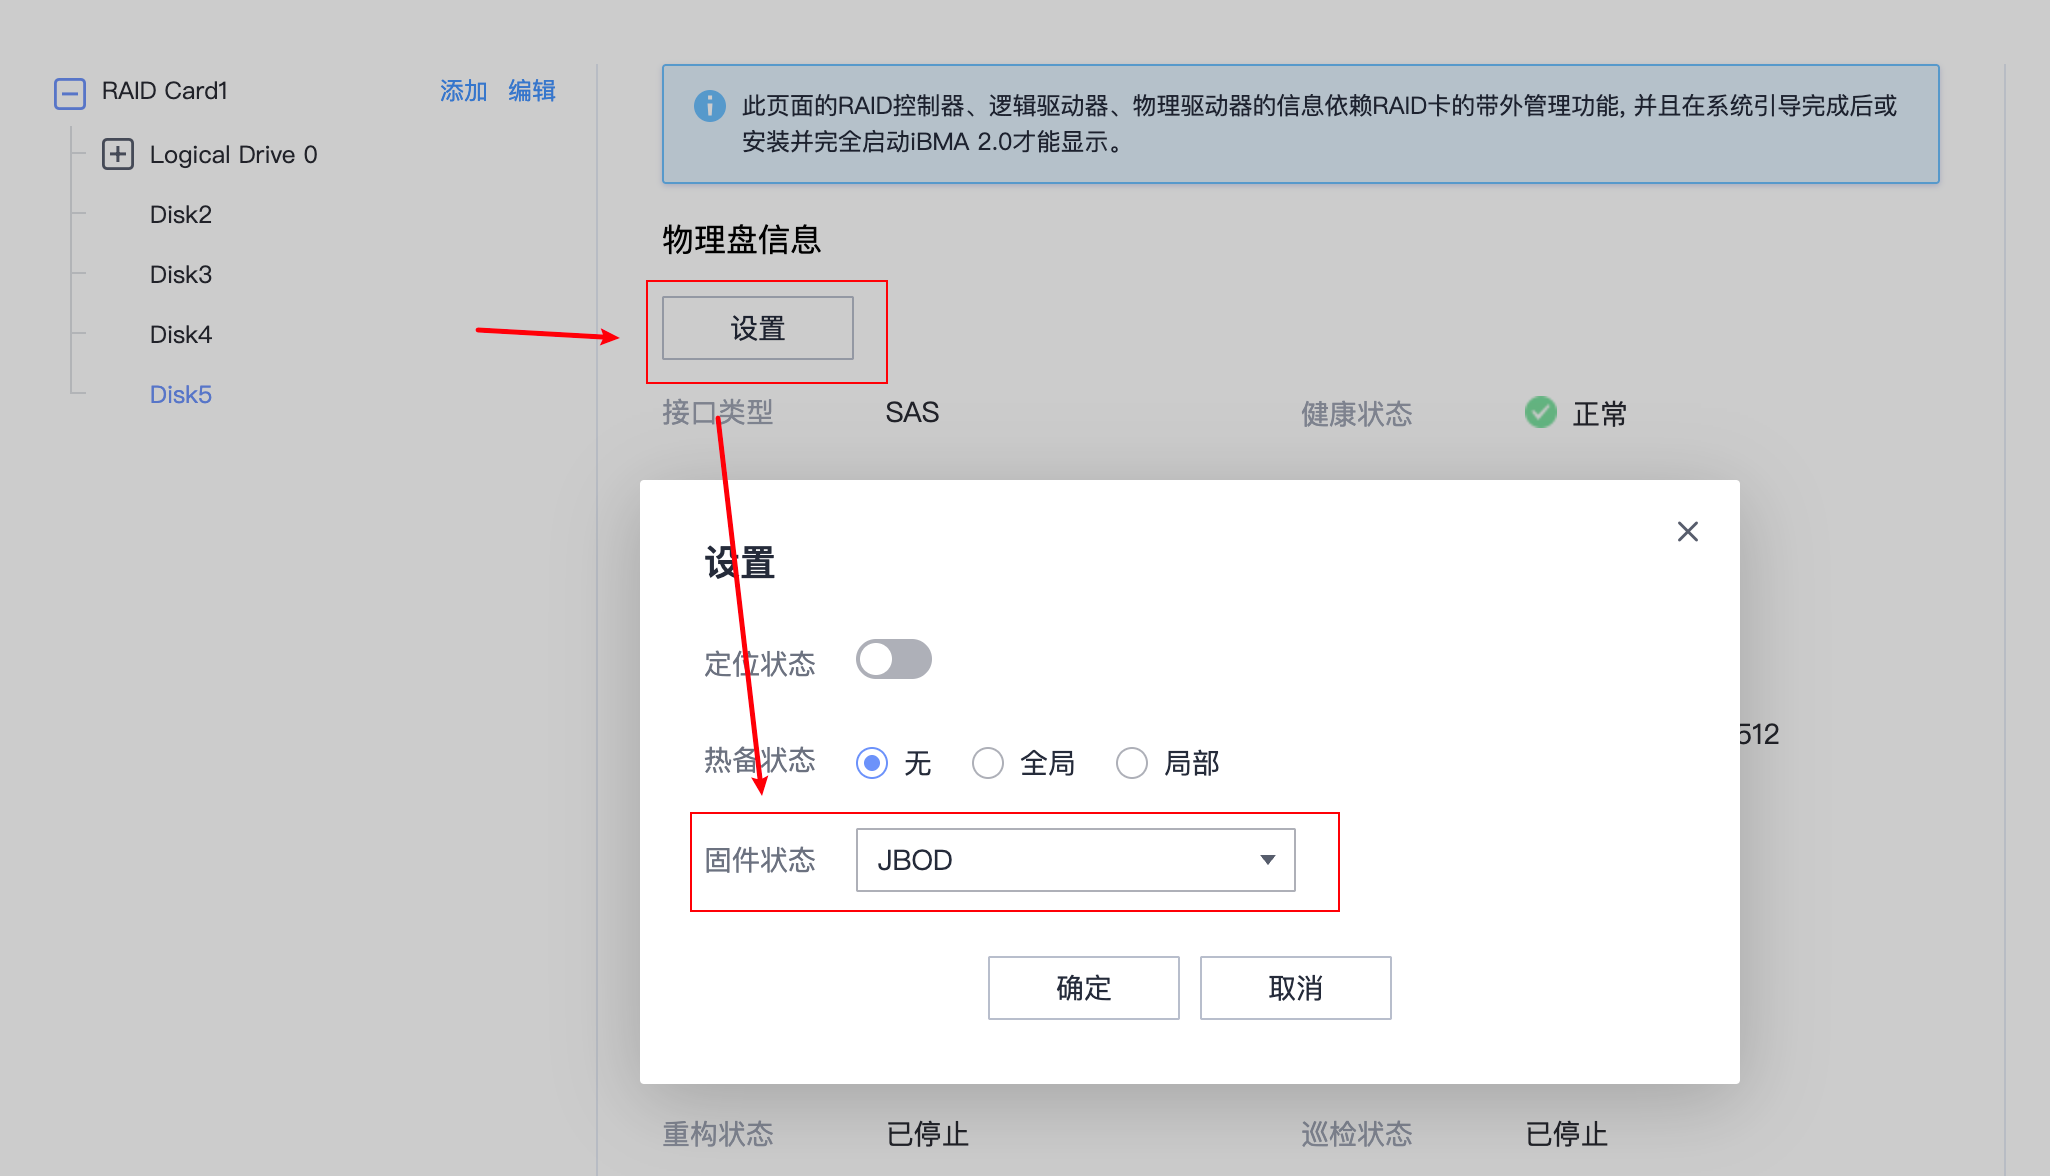 RAID Card1 添加 编辑
Logical Drive 0
Disk2
Disk3
Disk4
Disk5
此页面的RAID控制器、逻辑驱动器、物理驱动器的信息依赖RAID卡的带外管理功能, 并且在系统引导完成后或
安装并完全启动iBMA 2.0才能显示。
物理盘信息
设置
接口类型 SAS 健康状态 正常
设置
定位状态
热备状态 无 全局 局部
512
固件状态 JBOD
确定 取消
重构状态 已停止 巡检状态 已停止